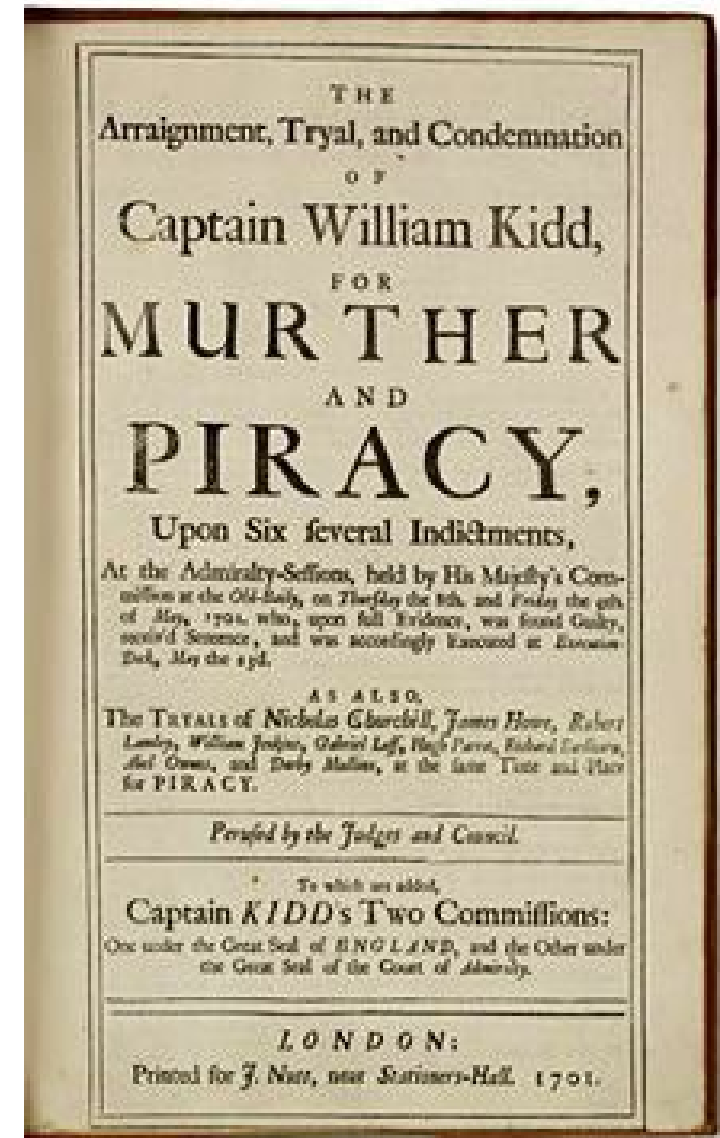 THE
Arraignment, Tryal, and Condemnation
OF
Captain William Kidd,
FOR
MURTHER
AND
PIRACY,
Upon Six ſeveral Indictments,
At the Admiralty-Seſſions, held by His Majeſty's Com-
miſſion at the Old-Baily, on Thurſday the 8th. and Friday the 9th.
of May, 1701. who, upon full Evidence, was found Guilty,
receiv'd Sentence, and was accordingly Executed at Execution-
Dock, May the 23d.
AS ALSO,
The TRYALS of Nicholas Churchill, James Howe, Robert
Lamley, William Jenkins, Gabriel Loff, Hugh Parrot, Richard
Abel Owens, and Darby Mullins, at the ſame Time and Place
for PIRACY.
Peruſed by the Judges and Council.
To which are added,
Captain KIDD's Two Commiſſions:
One under the Great Seal of ENGLAND, and the Other under
the Great Seal of the Court of Admiralty.
LONDON:
Printed for J. Nutt, near Stationers-Hall. 1701.